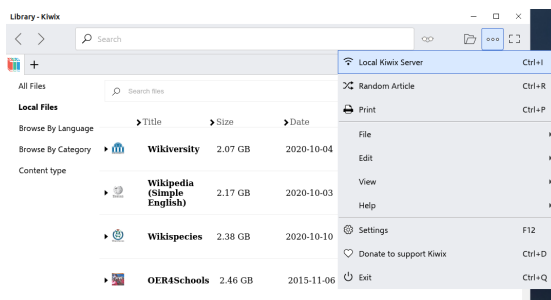 Library - Kiwix
Search
Local Kiwix Server Ctrl+I
Random Article Ctrl+R
Print Ctrl+P
File
Edit
View
Help
Settings F12
Donate to support Kiwix Ctrl+D
Exit Ctrl+Q
All Files
Local Files
Browse By Language
Browse By Category
Content type
Search files
Title Size Date
Wikiversity 2.07 GB 2020-10-04
Wikipedia
(Simple 2.17 GB 2020-10-03
English)
Wikispecies 2.38 GB 2020-10-10
OER4Schools 2.46 GB 2015-11-06